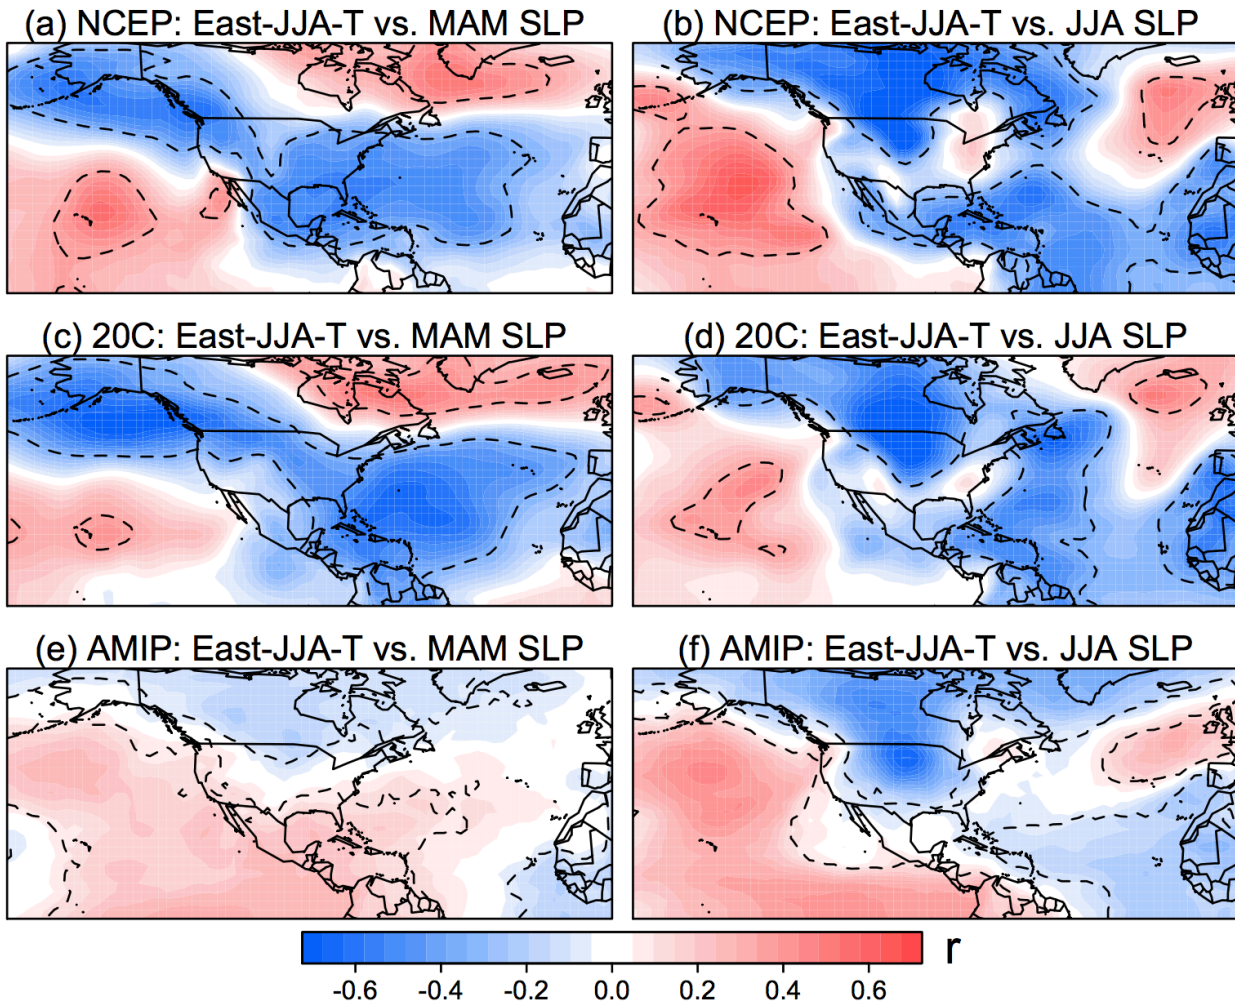 (a) NCEP: East-JJA-T vs. MAM SLP
(b) NCEP: East-JJA-T vs. JJA SLP
(c) 20C: East-JJA-T vs. MAM SLP
(d) 20C: East-JJA-T vs. JJA SLP
(e) AMIP: East-JJA-T vs. MAM SLP
(f) AMIP: East-JJA-T vs. JJA SLP
r
-0.6 -0.4 -0.2 0.0 0.2 0.4 0.6